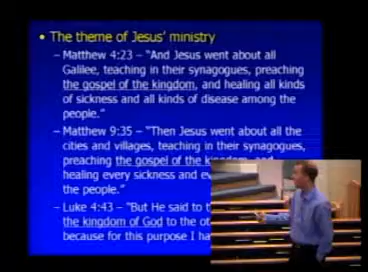 • The theme of Jesus' ministry
– Matthew 4:23 – "And Jesus went about all
Galilee, teaching in their synagogues, preaching
the gospel of the kingdom, and healing all kinds
of sickness and all kinds of disease among the
people."
– Matthew 9:35 – "Then Jesus went about all the
cities and villages, teaching in their synagogues,
preaching the gospel of the
healing every sickness and
the people."
– Luke 4:43 – "But He said to
the kingdom of God to the
because for this purpose I